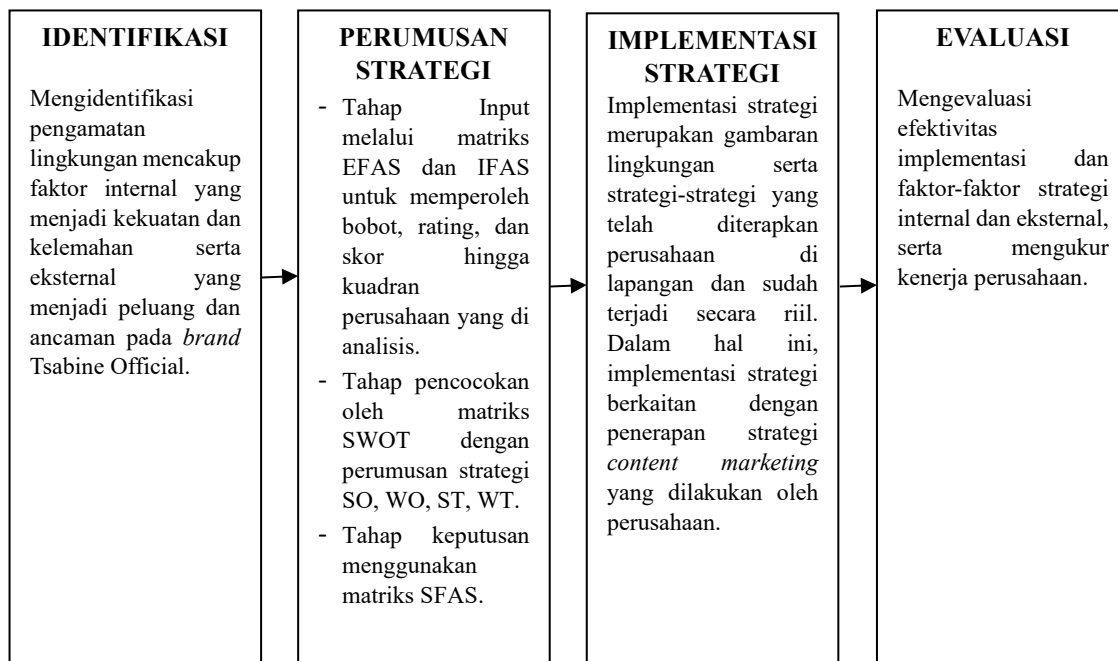 IDENTIFIKASI
Mengidentifikasi
pengamatan
lingkungan mencakup
faktor internal yang
menjadi kekuatan dan
kelemahan serta
eksternal yang
menjadi peluang dan
ancaman pada brand
Tsabine Official.
PERUMUSAN
STRATEGI
- Tahap Input
melalui matriks
EFAS dan IFAS
untuk memperoleh
bobot, rating, dan
skor hingga
kuadran
perusahaan yang di
analisis.
- Tahap pencocokan
oleh matriks
SWOT dengan
perumusan strategi
SO, WO, ST, WT.
- Tahap keputusan
menggunakan
matriks SFAS.
IMPLEMENTASI
STRATEGI
Implementasi strategi
merupakan gambaran
lingkungan serta
strategi-strategi yang
telah diterapkan
perusahaan di
lapangan dan sudah
terjadi secara riil.
Dalam hal ini,
implementasi strategi
berkaitan dengan
penerapan strategi
content marketing
yang dilakukan oleh
perusahaan.
EVALUASI
Mengevaluasi
efektivitas
implementasi dan
faktor-faktor strategi
internal dan eksternal,
serta mengukur
kenerja perusahaan.